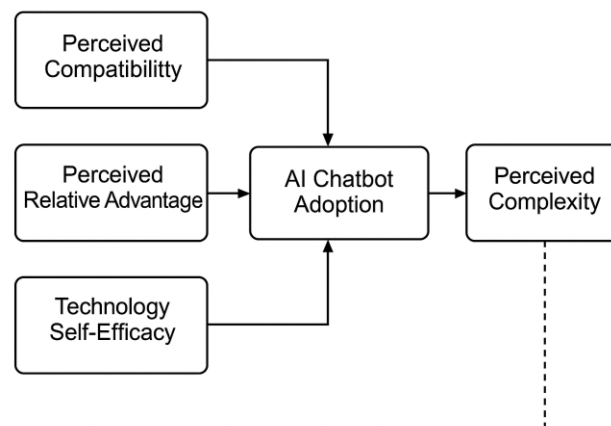 Perceived
Compatibilitty
Perceived
Relative Advantage
Technology
Self-Efficacy
AI Chatbot
Adoption
Perceived
Complexity